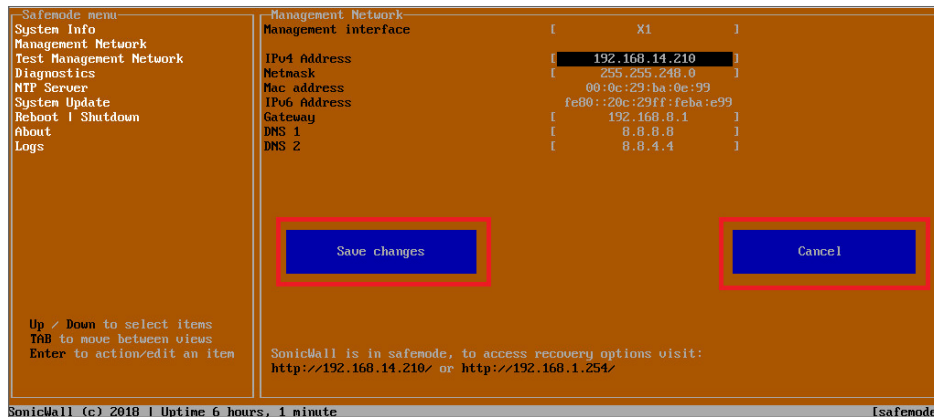 Safemode menu
System Info
Management Network
Test Management Network
Diagnostics
NTP Server
System Update
Reboot | Shutdown
About
Logs
Up / Down to select items
TAB to move between views
Enter to action/edit an item
Management Network
Management interface [ X1 ]
IPv4 Address [ 192.168.14.210 ]
Netmask [ 255.255.248.0 ]
Mac address 00:0c:29:ba:0e:99
IPv6 Address fe80::20c:29ff:feba:e99
Gateway [ 192.168.8.1 ]
DNS 1 [ 8.8.8.8 ]
DNS 2 [ 8.8.4.4 ]
Save changes
Cancel
SonicWall is in safemode, to access recovery options visit:
http://192.168.14.210/ or http://192.168.1.254/
SonicWall (c) 2018 | Uptime 6 hours, 1 minute [safemode